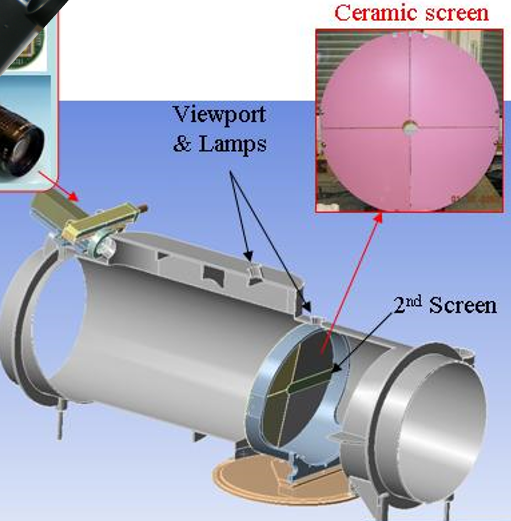 Ceramic screen
Viewport
& Lamps
2nd Screen